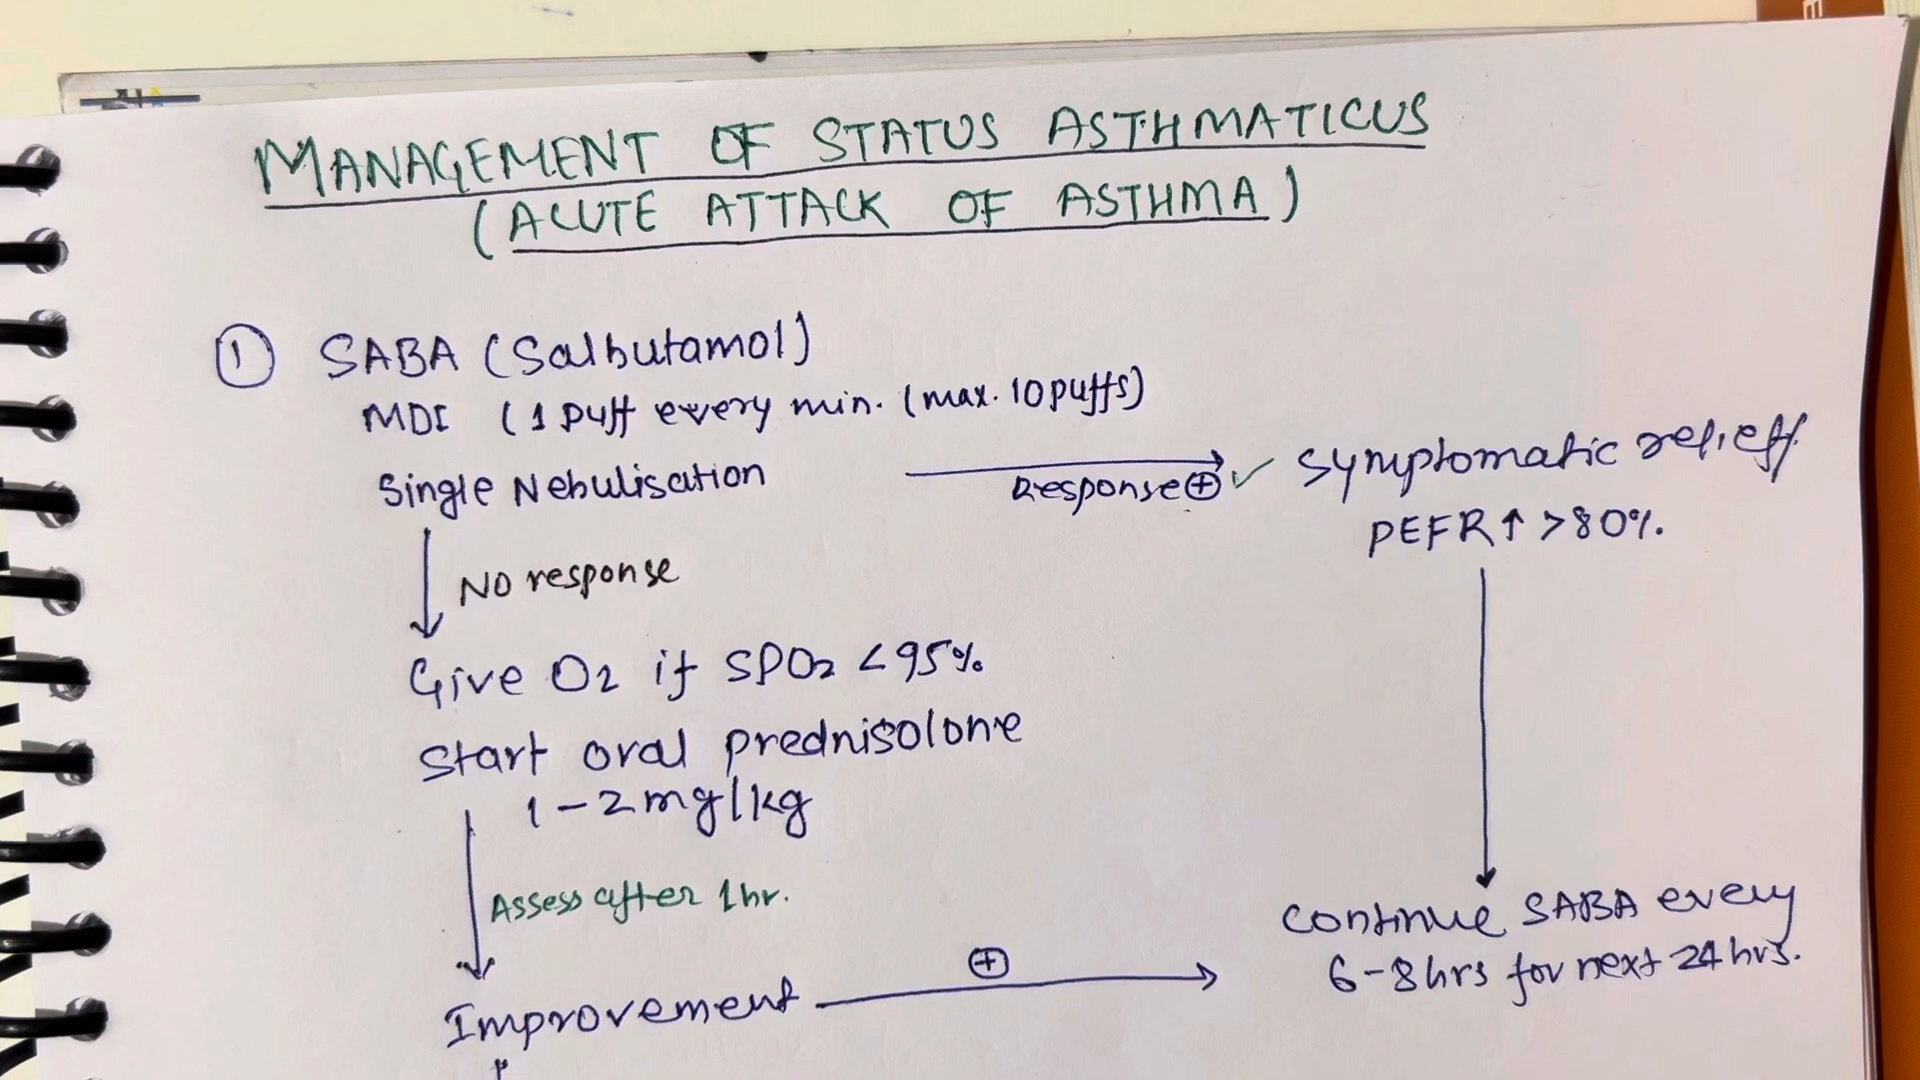 MANAGEMENT OF STATUS ASTHMATICUS
(ACUTE ATTACK OF ASTHMA)
① SABA (Salbutamol)
MDI (1 puff every min. (max. 10 puffs)
Single Nebulisation
Response ⊕ ✓
Symptomatic relieff
PEFR↑ >80%.
No response
Give O2 if SPO2 <95%
Start oral prednisolone
1-2mg/kg
Assess after 1hr.
Continue SABA every
6-8hrs for next 24 hrs.
⊕
Improvement